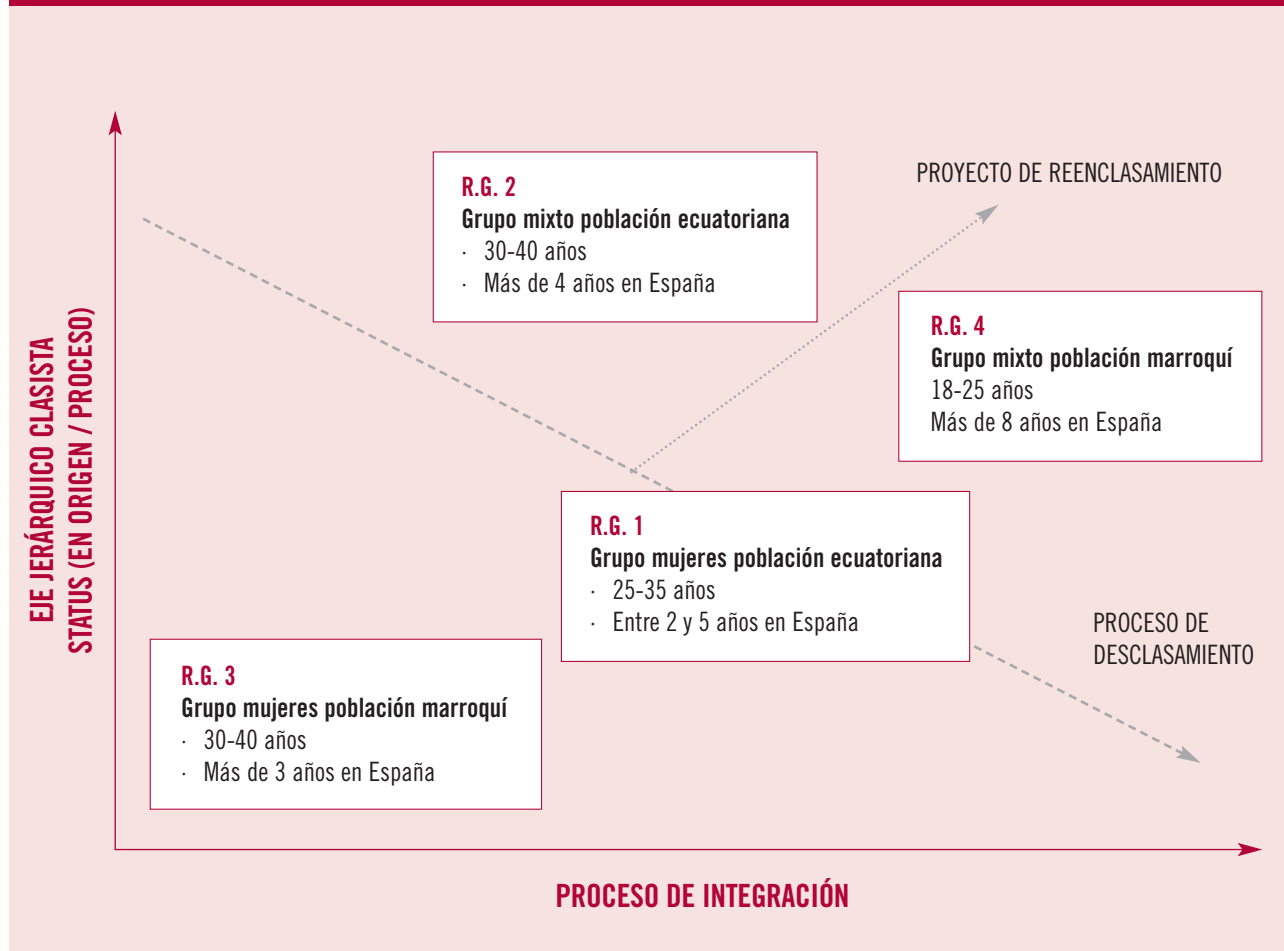 R.G. 2
Grupo mixto población ecuatoriana
· 30-40 años
· Más de 4 años en España
PROYECTO DE REENCLASAMIENTO
R.G. 4
Grupo mixto población marroquí
18-25 años
Más de 8 años en España
EJE JERÁRQUICO CLASISTA
STATUS (EN ORIGEN / PROCESO)
R.G. 1
Grupo mujeres población ecuatoriana
· 25-35 años
· Entre 2 y 5 años en España
PROCESO DE
DESCLASAMIENTO
R.G. 3
Grupo mujeres población marroquí
· 30-40 años
· Más de 3 años en España
PROCESO DE INTEGRACIÓN